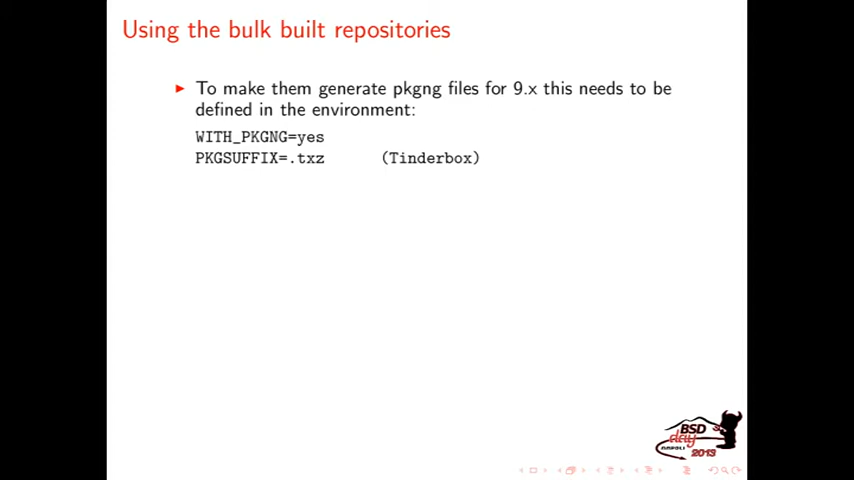 Using the bulk built repositories
To make them generate pkgng files for 9.x this needs to be
defined in the environment:
WITH_PKGNG=yes
PKGSUFFIX=.txz (Tinderbox)
BSD
day
NAPOLI
2013